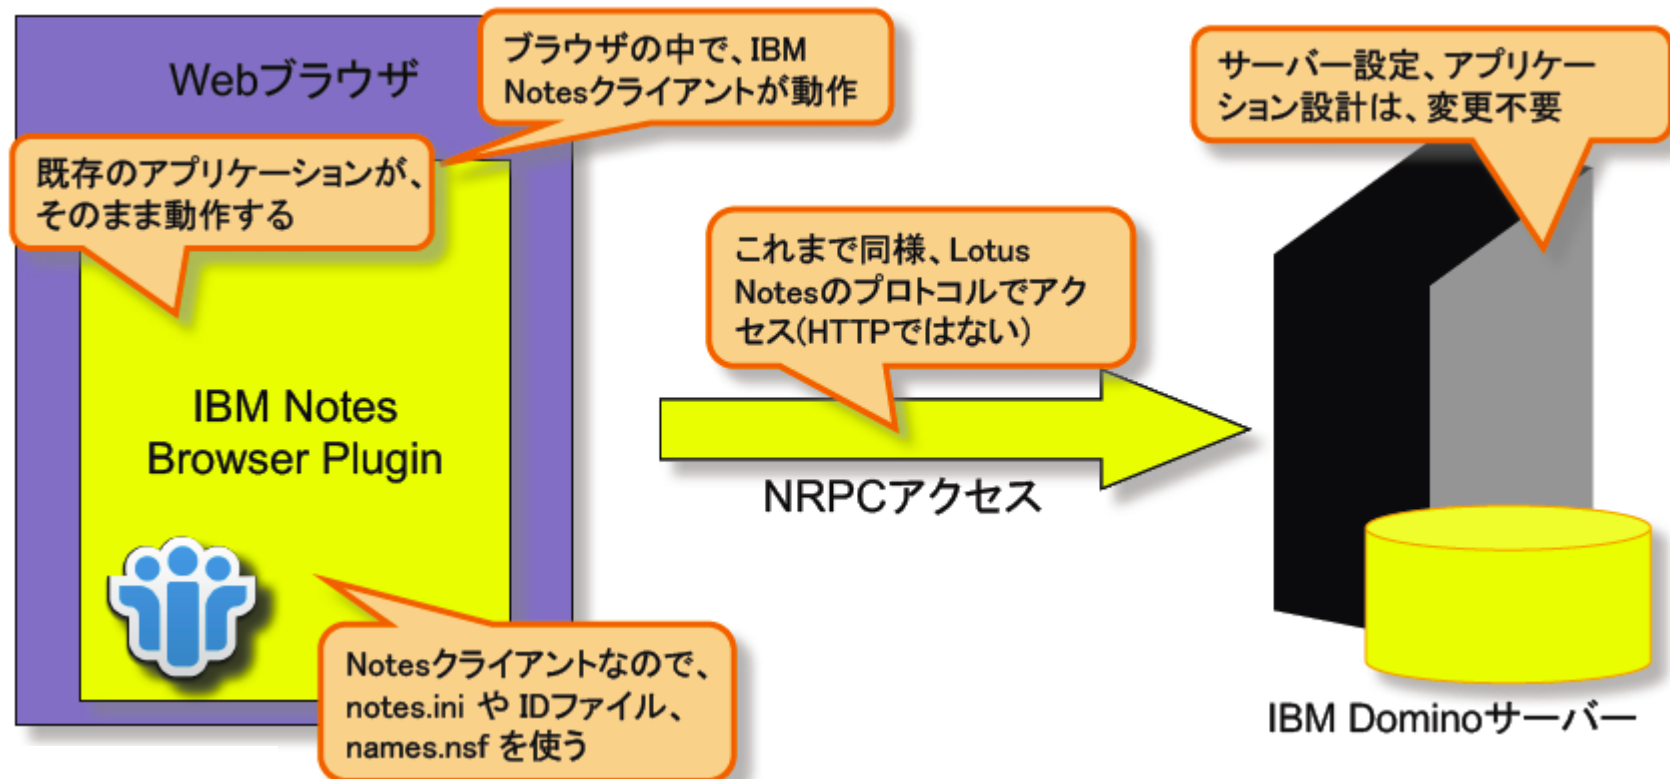 Webブラウザ
ブラウザの中で、IBM
Notesクライアントが動作
サーバー設定、アプリケー
ション設計は、変更不要
既存のアプリケーションが、
そのまま動作する
これまで同様、Lotus
Notesのプロトコルでアク
セス(HTTPではない)
IBM Notes
Browser Plugin
NRPCアクセス
Notesクライアントなので、
notes.ini や IDファイル、
names.nsf を使う
IBM Dominoサーバー